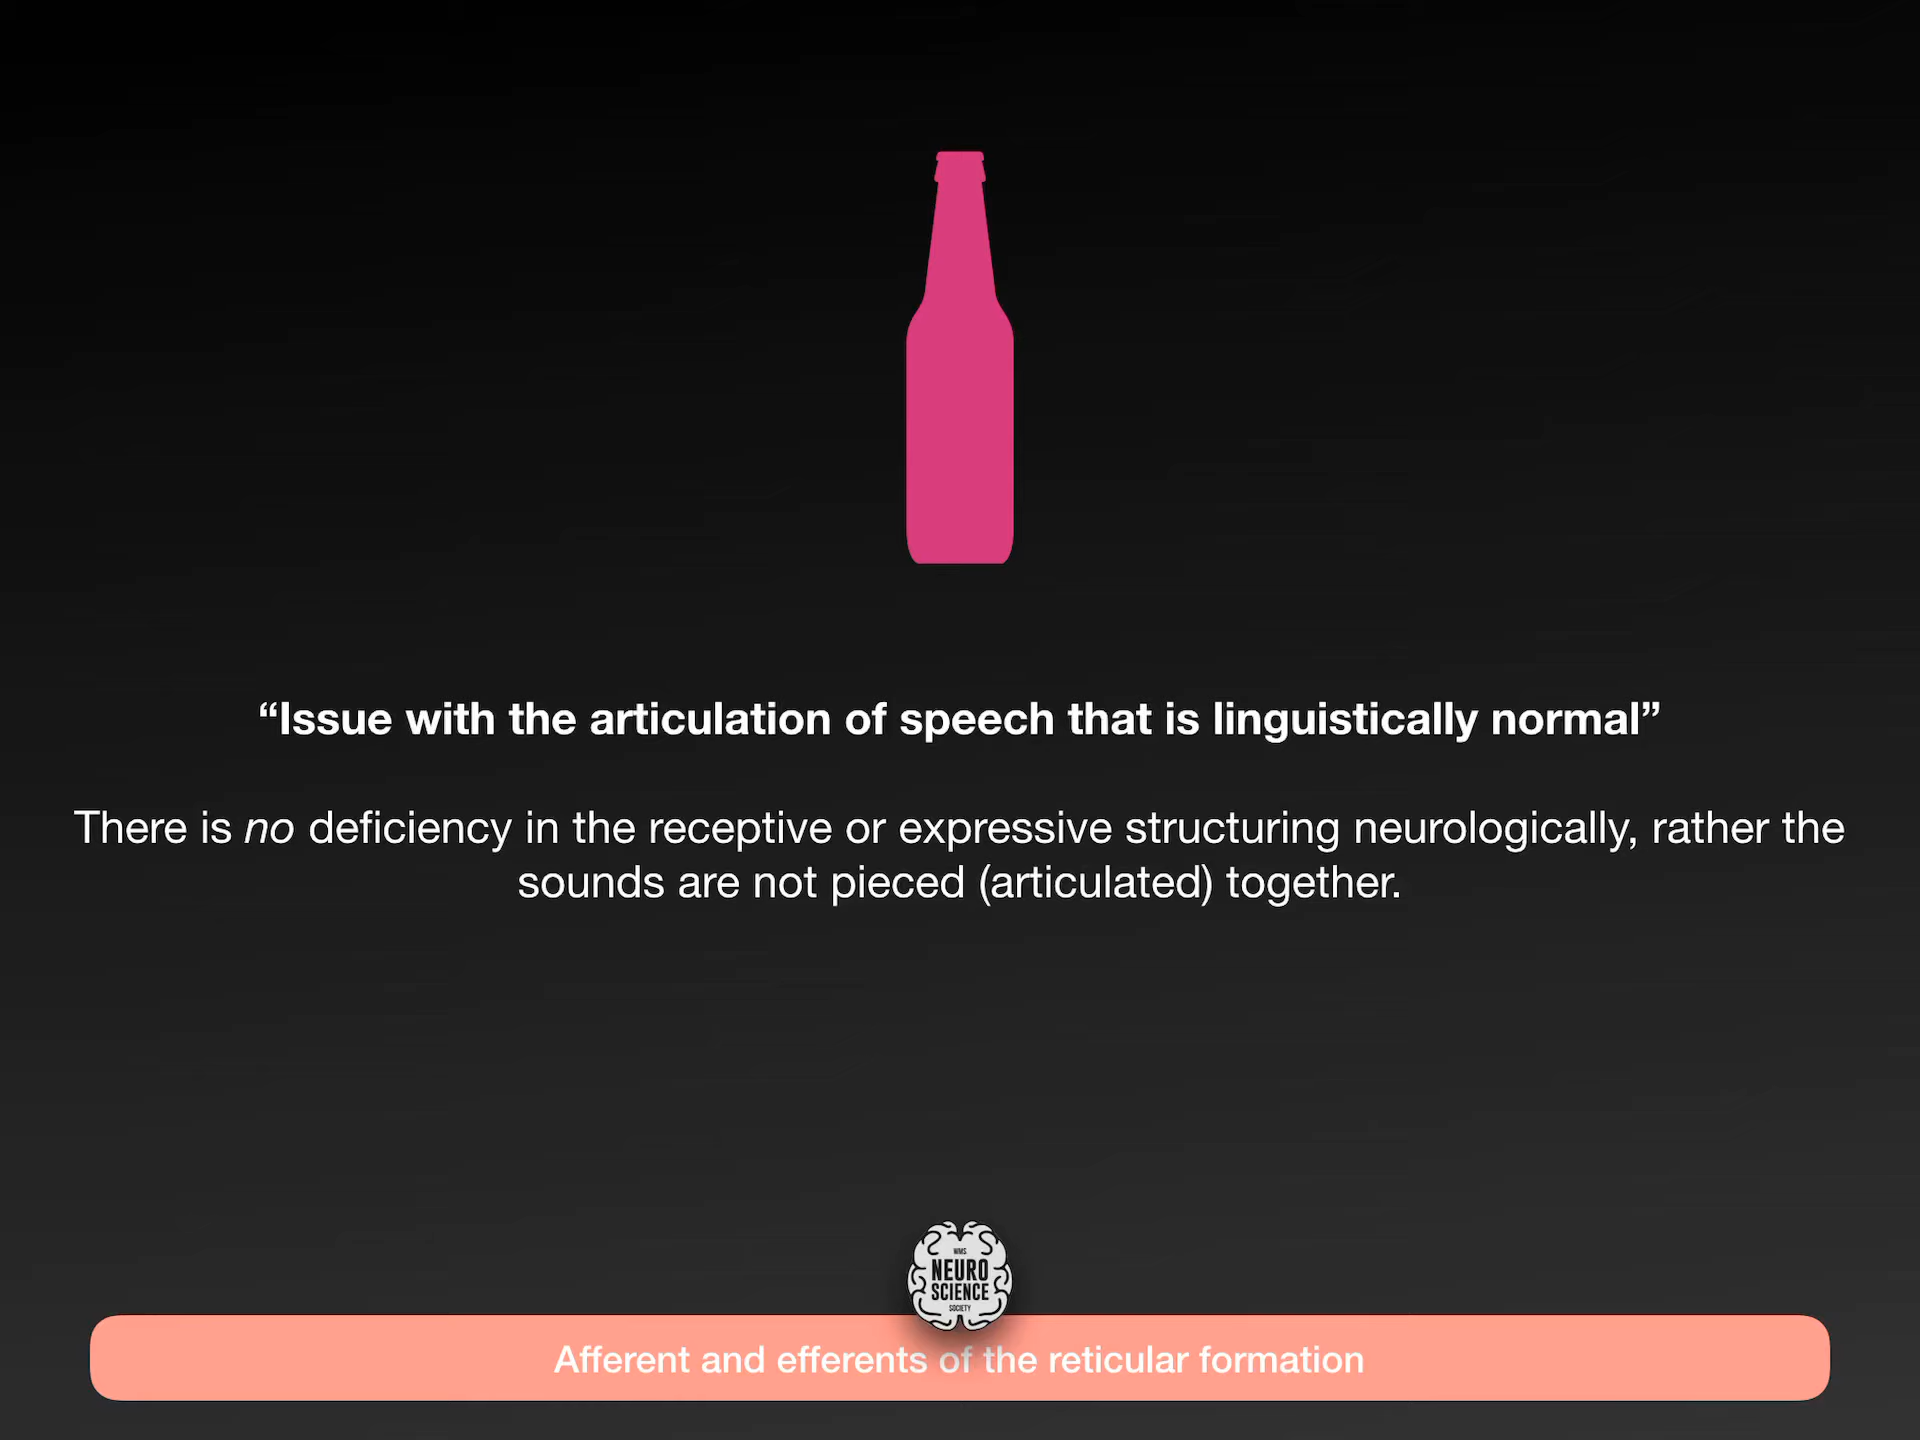 “Issue with the articulation of speech that is linguistically normal”
There is no deficiency in the receptive or expressive structuring neurologically, rather the
sounds are not pieced (articulated) together.
WMS
NEURO
SCIENCE
SOCIETY
Afferent and efferents of the reticular formation